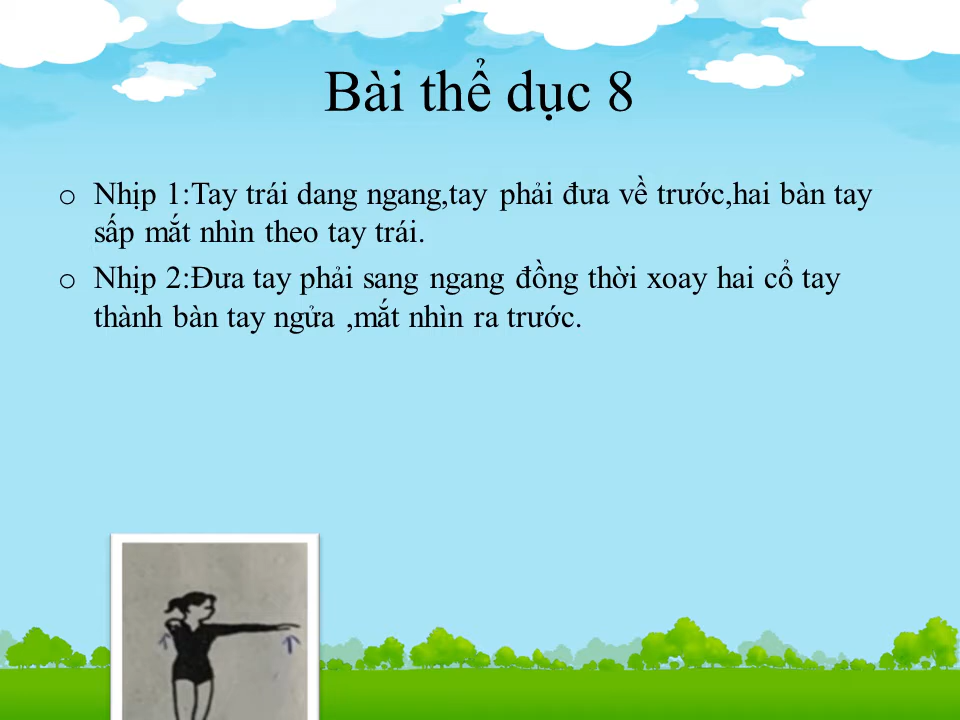 Bài thể dục 8
o Nhịp 1:Tay trái dang ngang,tay phải đưa về trước,hai bàn tay
sấp mắt nhìn theo tay trái.
o Nhịp 2:Đưa tay phải sang ngang đồng thời xoay hai cổ tay
thành bàn tay ngửa ,mắt nhìn ra trước.